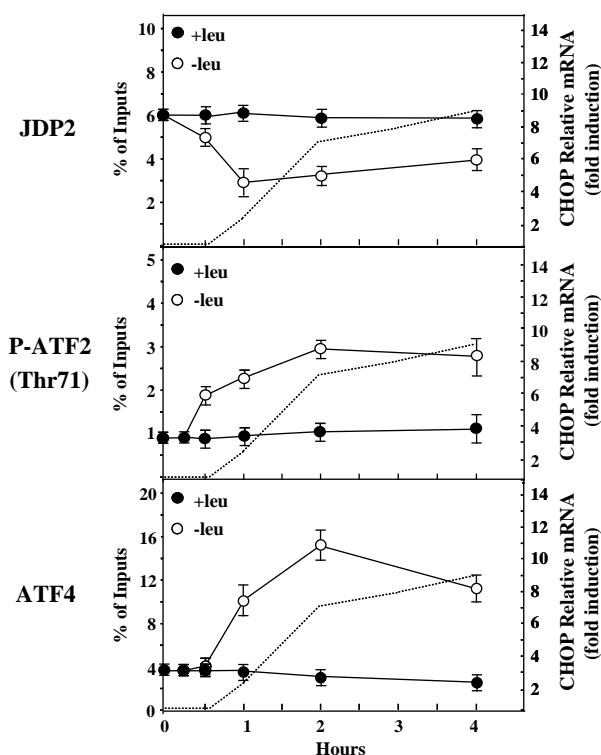 JDP2
% of Inputs
10
8
6
4
2
+leu
-leu
14
12
10
8
6
4
2
CHOP Relative mRNA
(fold induction)
P-ATF2
(Thr71)
% of Inputs
5
4
3
2
1
+leu
-leu
14
12
10
8
6
4
2
CHOP Relative mRNA
(fold induction)
ATF4
% of Inputs
20
16
12
8
4
0
+leu
-leu
14
12
10
8
6
4
2
CHOP Relative mRNA
(fold induction)
0 1 2 3 4
Hours